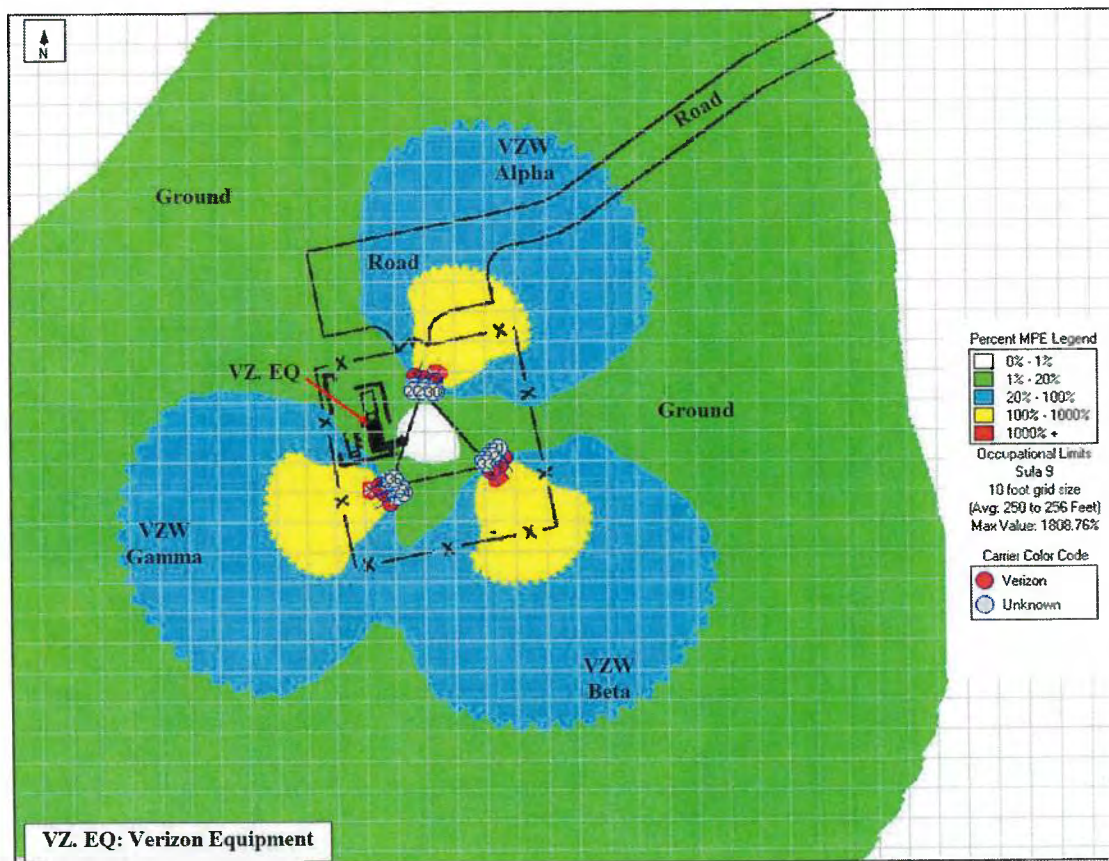 N
VZW
Alpha
Road
Ground
Road
VZ. EQ
Ground
VZW
Gamma
VZW
Beta
VZ. EQ: Verizon Equipment
Percent MPE Legend
0% - 1%
1% - 20%
20% - 100%
100% - 1000%
1000% +
Occupational Limits
Sula 9
10 foot grid size
(Avg: 250 to 256 Feet)
Max Value: 1808.76%
Carrier Color Code
Verizon
Unknown